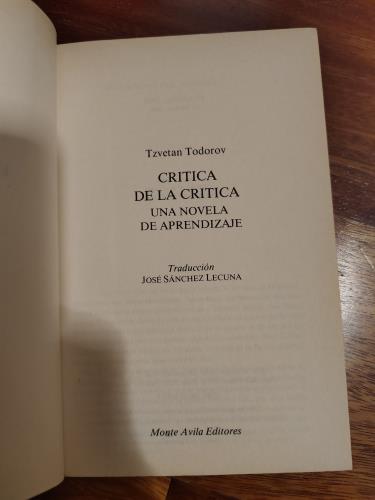 Tzvetan Todorov
CRITICA
DE LA CRITICA
UNA NOVELA
DE APRENDIZAJE
Traducción
JOSÉ SÁNCHEZ LECUNA
Monte Avila Editores